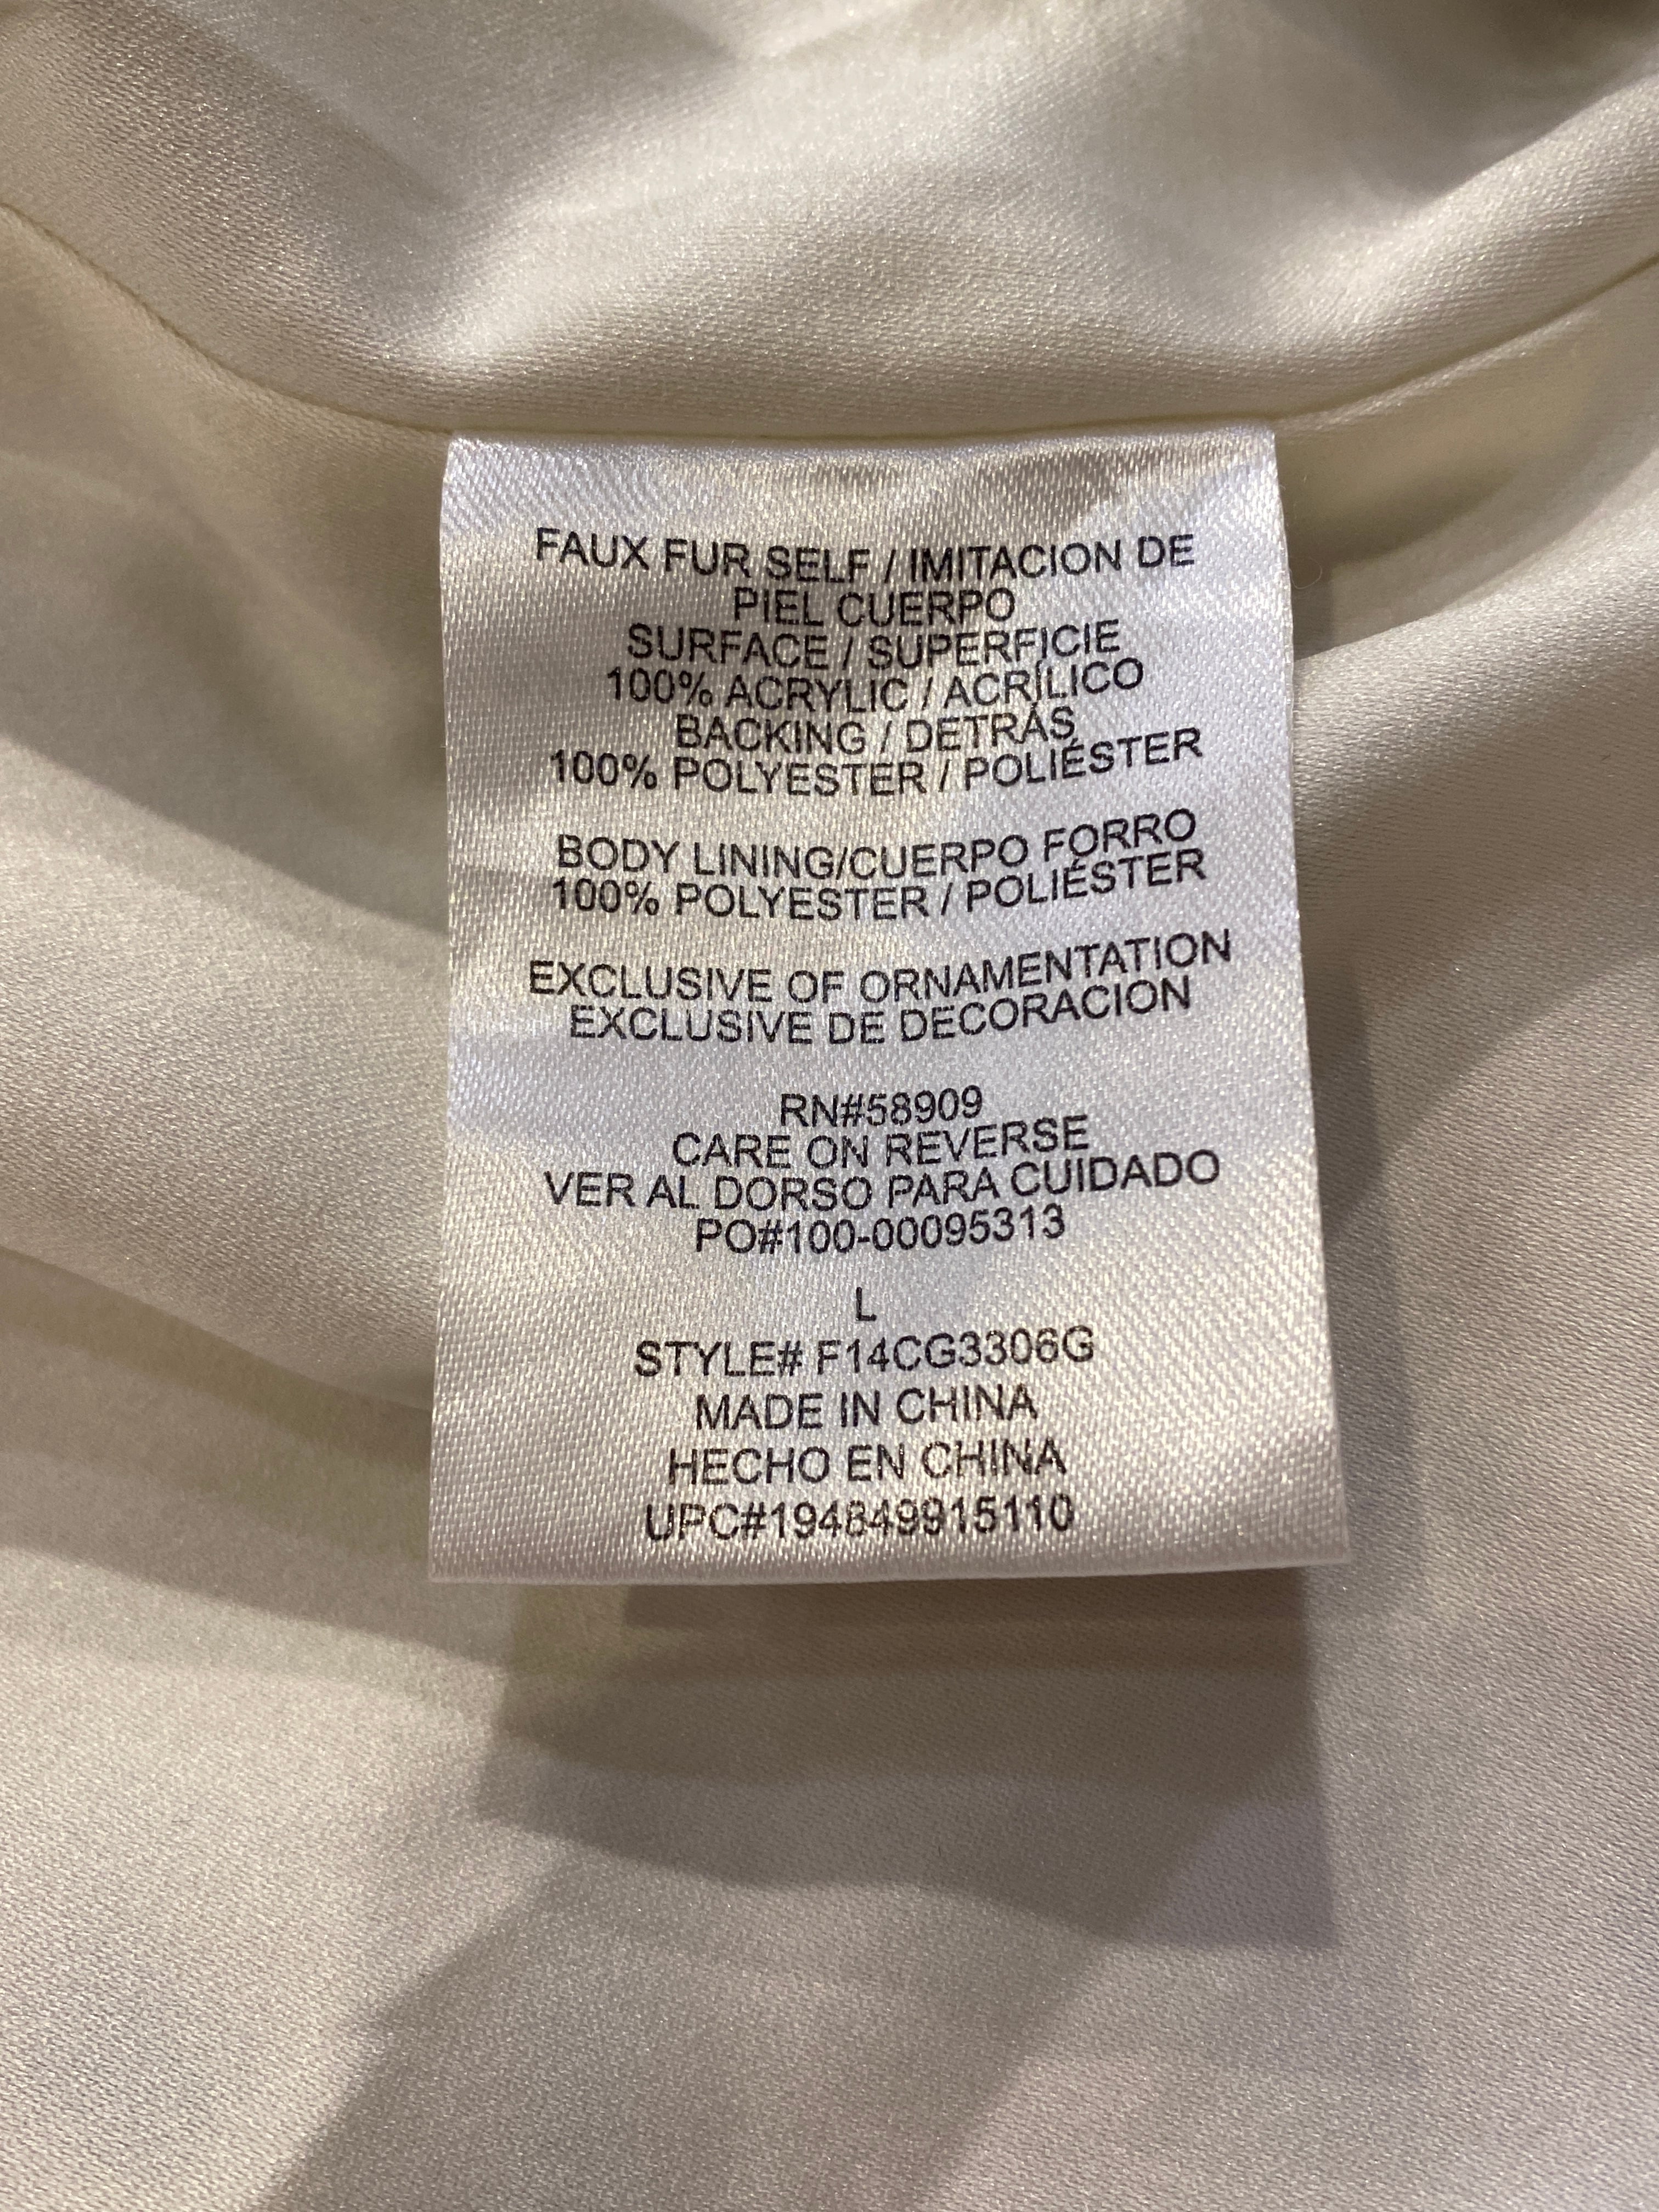 FAUX FUR SELF / IMITACION DE
PIEL CUERPO
SURFACE / SUPERFICIE
100% ACRYLIC / ACRÍLICO
BACKING / DETRÁS
100% POLYESTER / POLIÉSTER
BODY LINING/CUERPO FORRO
100% POLYESTER / POLIÉSTER
EXCLUSIVE OF ORNAMENTATION
EXCLUSIVE DE DECORACION
RN#58909
CARE ON REVERSE
VER AL DORSO PARA CUIDADO
PO#100-00095313
L
STYLE# F14CG3306G
MADE IN CHINA
HECHO EN CHINA
UPC#194849915110